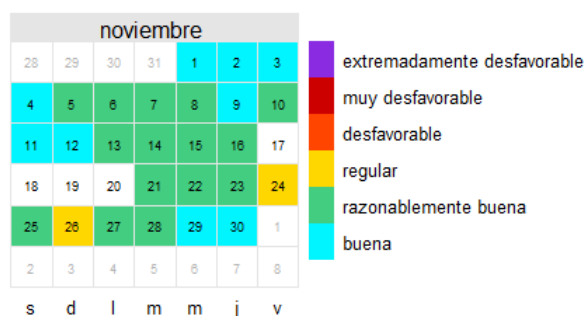 noviembre
28 29 30 31 1 2 3
4 5 6 7 8 9 10
11 12 13 14 15 16 17
18 19 20 21 22 23 24
25 26 27 28 29 30 1
2 3 4 5 6 7 8
s d l m m j v
extremadamente desfavorable
muy desfavorable
desfavorable
regular
razonablemente buena
buena